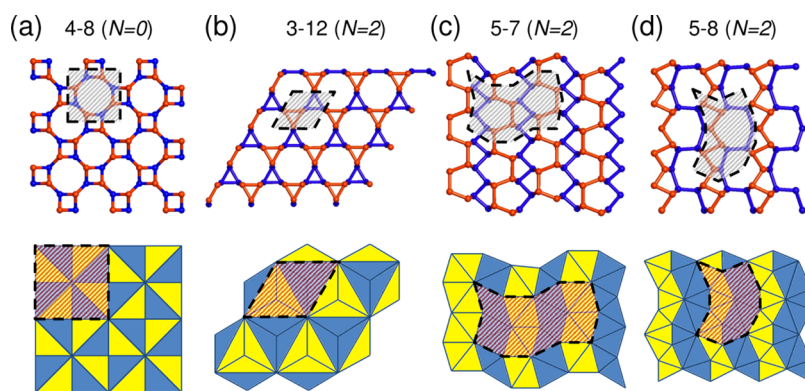 (a) 4-8 (N=0)
(b) 3-12 (N=2)
(c) 5-7 (N=2)
(d) 5-8 (N=2)